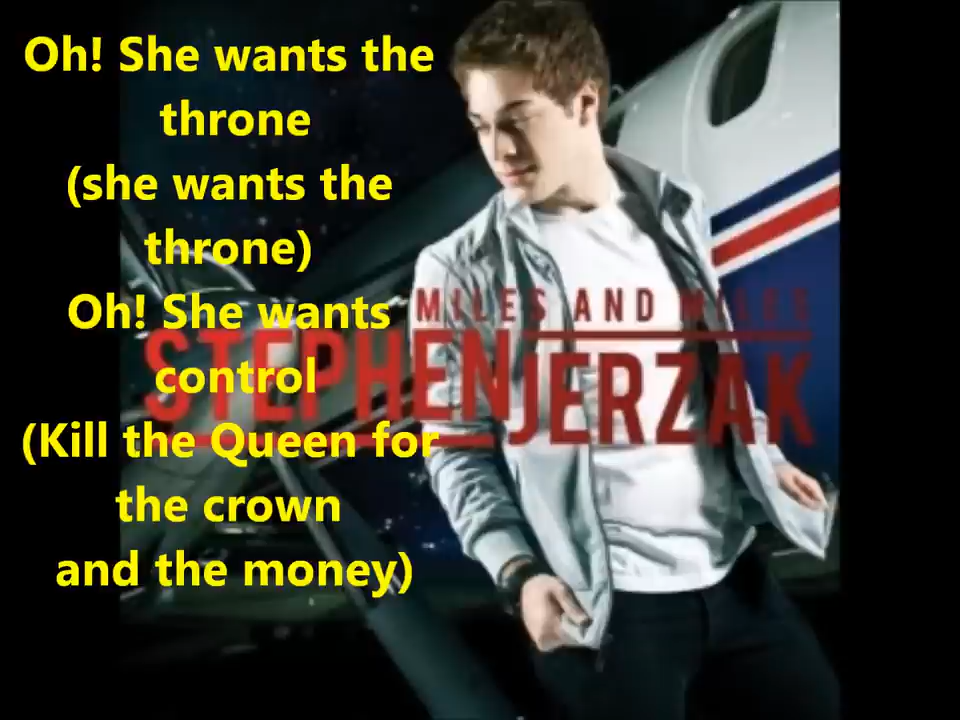 Oh! She wants the
throne
(she wants the
throne)
Oh! She wants
control
(Kill the Queen for
the crown
and the money)
MILES AND MILES
STEPHEN JERZAK